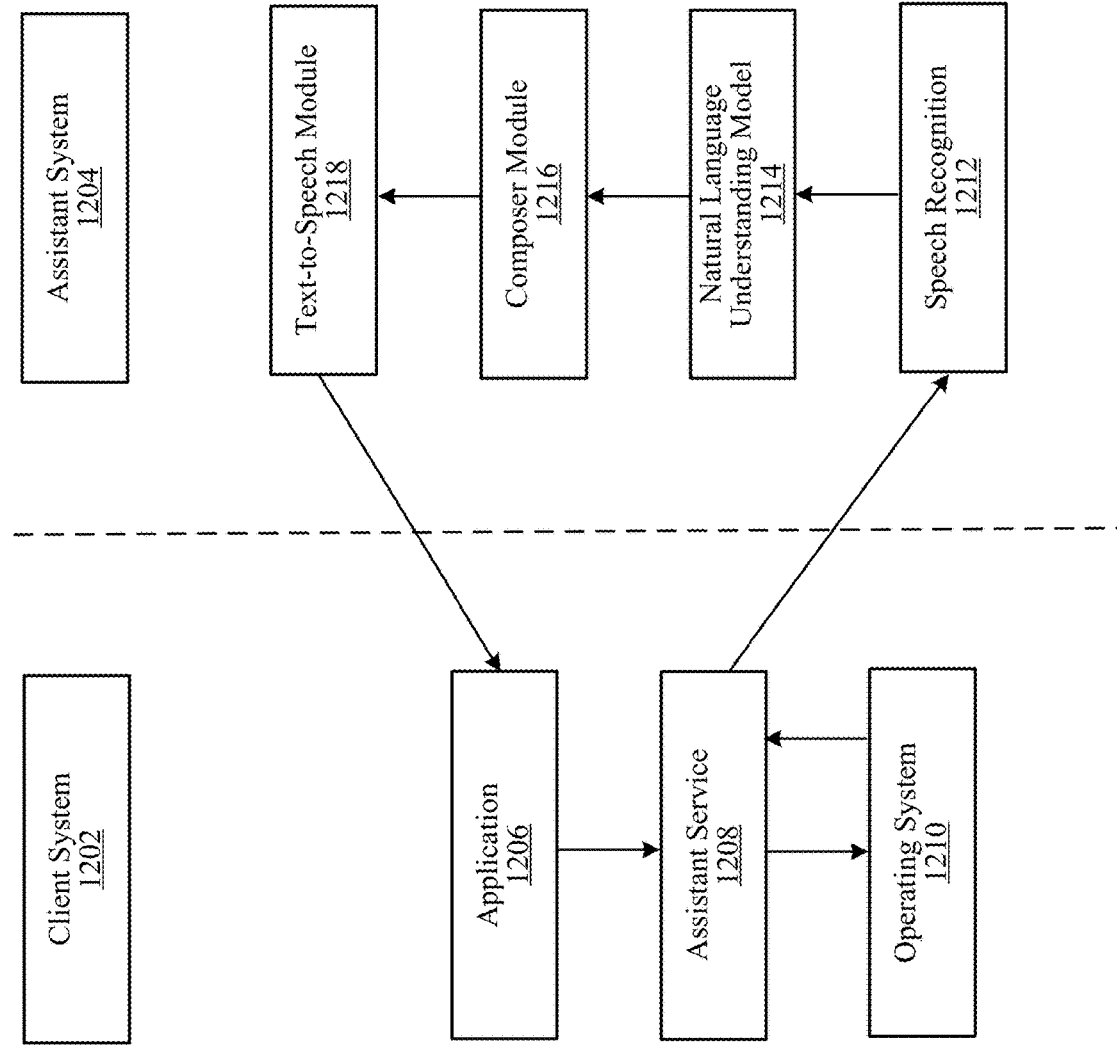 Client System
1202
Application
1206
Assistant Service
1208
Operating System
1210
Assistant System
1204
Text-to-Speech Module
1218
Composer Module
1216
Natural Language
Understanding Model
1214
Speech Recognition
1212